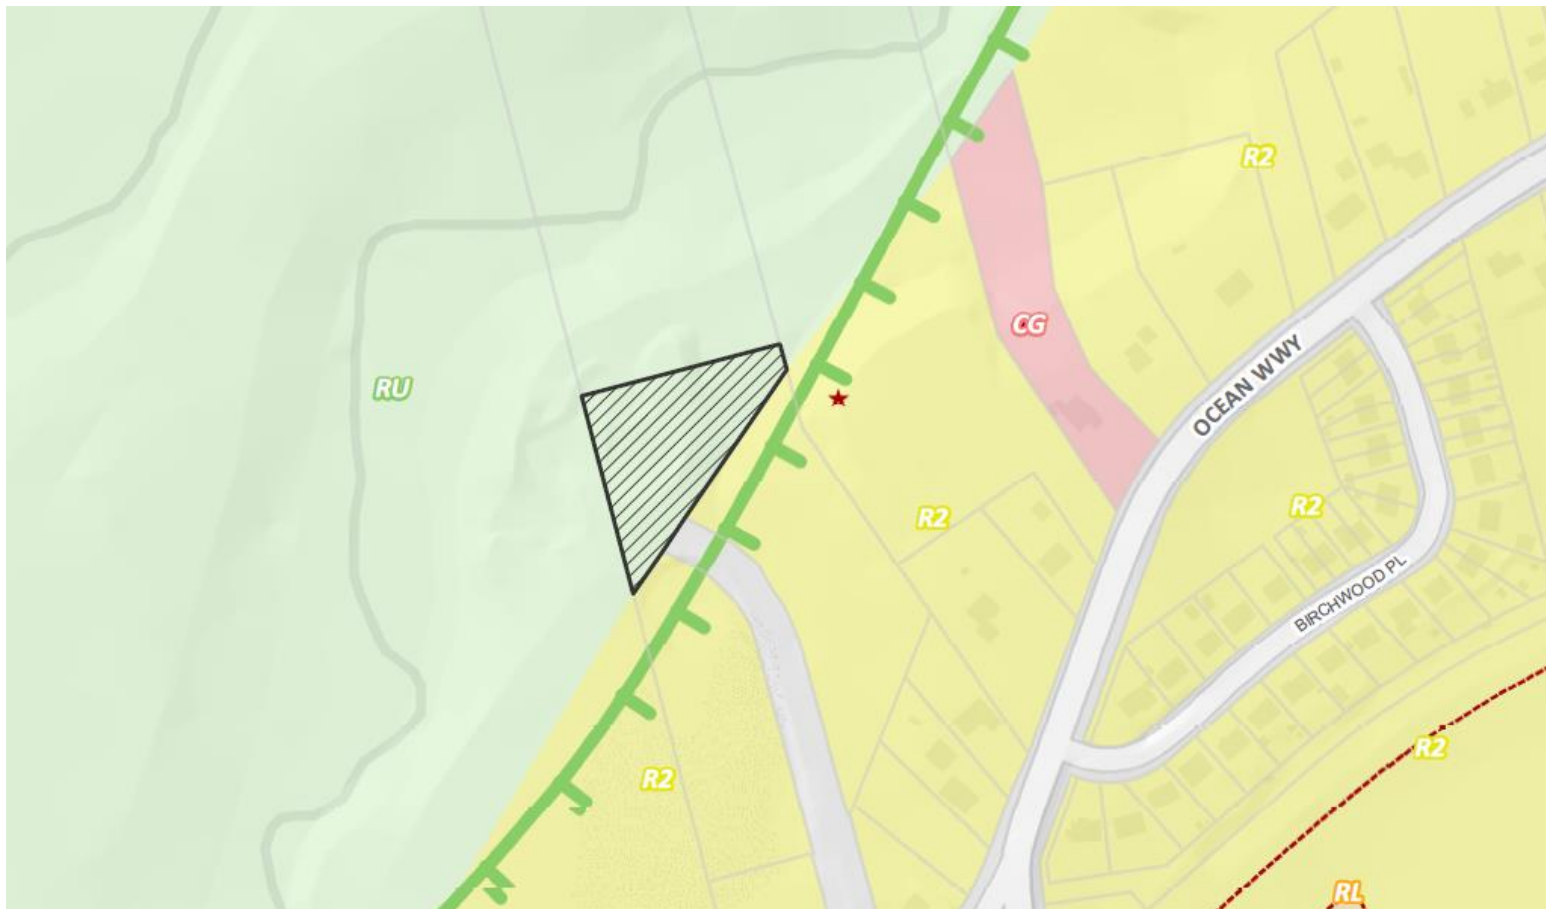 R2
CG
OCEAN WWY
RU
R2
R2
BIRCHWOOD PL
R2
R2
RL